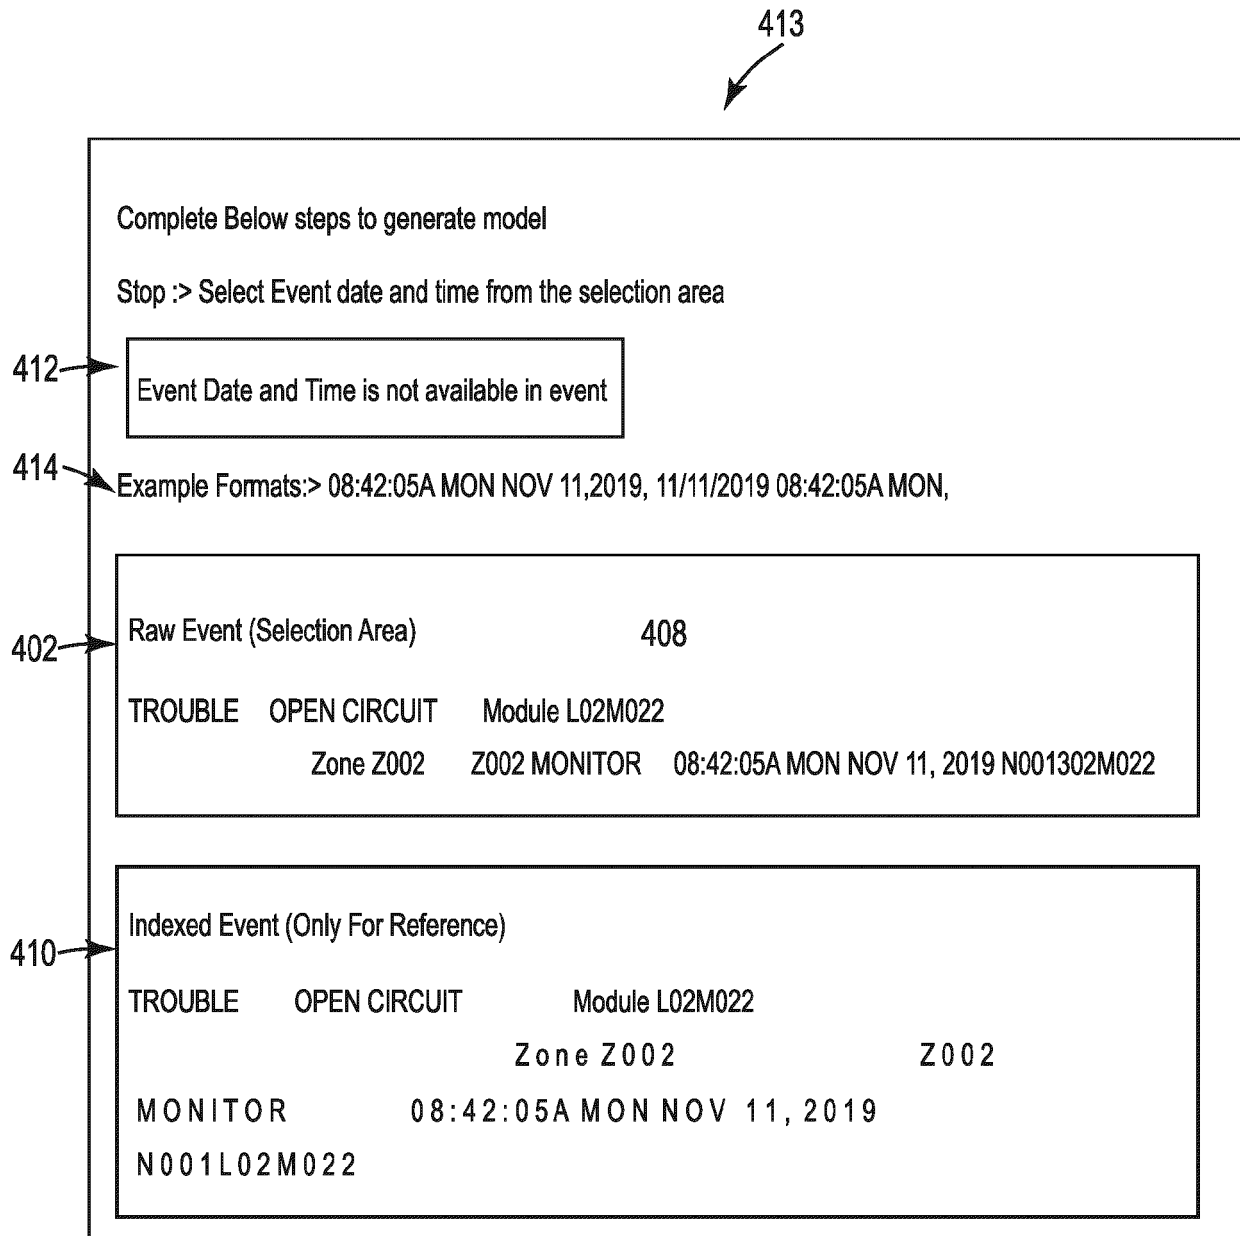 413
Complete Below steps to generate model
Stop :> Select Event date and time from the selection area
412
Event Date and Time is not available in event
414
Example Formats:> 08:42:05A MON NOV 11,2019, 11/11/2019 08:42:05A MON,
402
Raw Event (Selection Area) 408
TROUBLE OPEN CIRCUIT Module L02M022
Zone Z002 Z002 MONITOR 08:42:05A MON NOV 11, 2019 N001302M022
410
Indexed Event (Only For Reference)
TROUBLE OPEN CIRCUIT Module L02M022
Zone Z002 Z002
MONITOR 08:42:05A MON NOV 11, 2019
N001L02M022